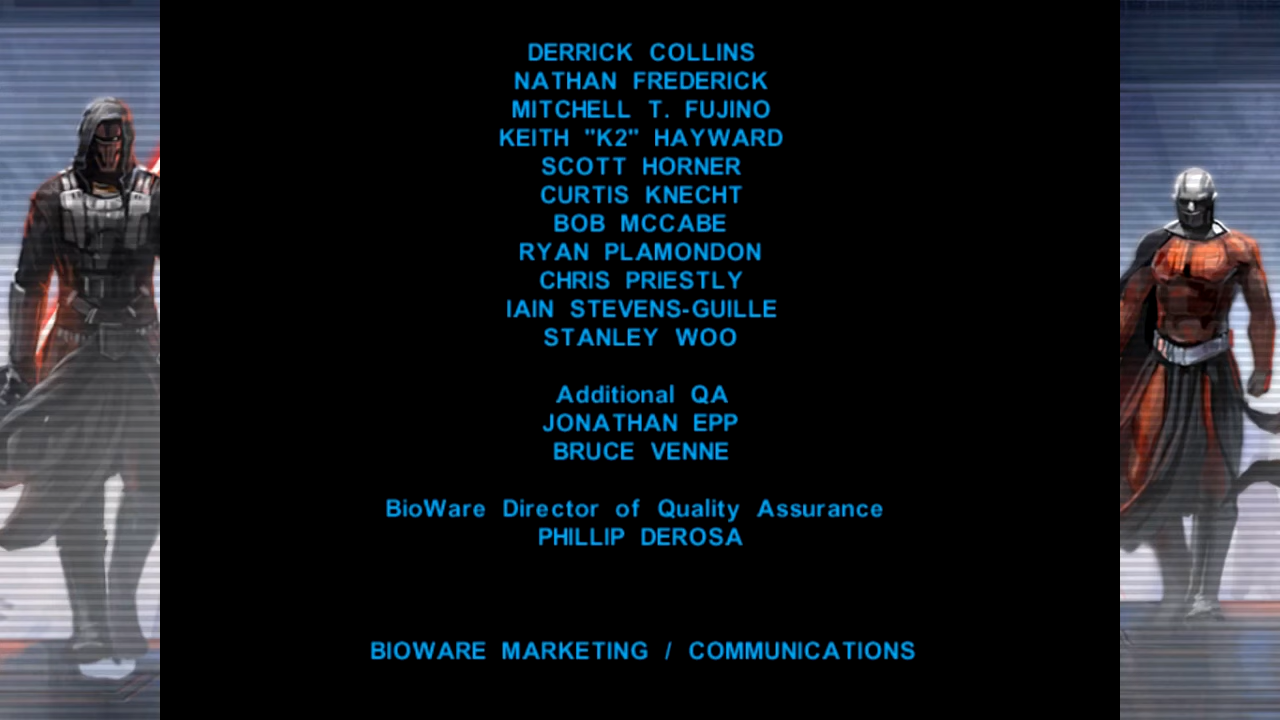 DERRICK COLLINS
NATHAN FREDERICK
MITCHELL T. FUJINO
KEITH "K2" HAYWARD
SCOTT HORNER
CURTIS KNECHT
BOB MCCABE
RYAN PLAMONDON
CHRIS PRIESTLY
IAIN STEVENS-GUILLE
STANLEY WOO
Additional QA
JONATHAN EPP
BRUCE VENNE
BioWare Director of Quality Assurance
PHILLIP DEROSA
BIOWARE MARKETING / COMMUNICATIONS